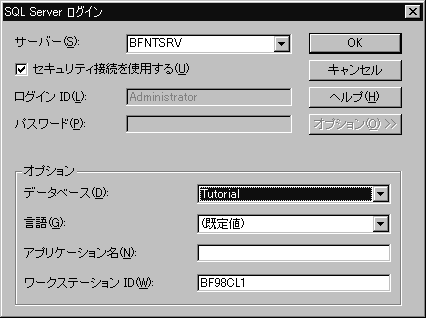 SQL Server ログイン
サーバー(S): BFNTSRV OK
セキュリティ接続を使用する(U) キャンセル
ログイン ID(L): Administrator ヘルプ(H)
パスワード(P): オプション(O) >>
オプション
データベース(D): Tutorial
言語(G): (既定値)
アプリケーション名(N):
ワークステーション ID(W): BF98CL1